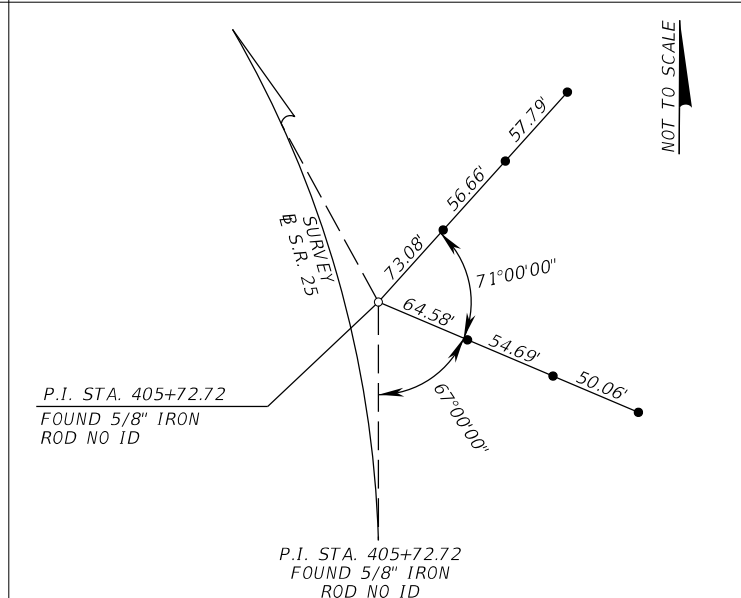 NOT TO SCALE
57.79'
56.66'
73.08'
SURVEY
℄ S.R. 25
71°00'00"
64.58'
54.69'
50.06'
67°00'00"
P.I. STA. 405+72.72
FOUND 5/8" IRON
ROD NO ID
P.I. STA. 405+72.72
FOUND 5/8" IRON
ROD NO ID